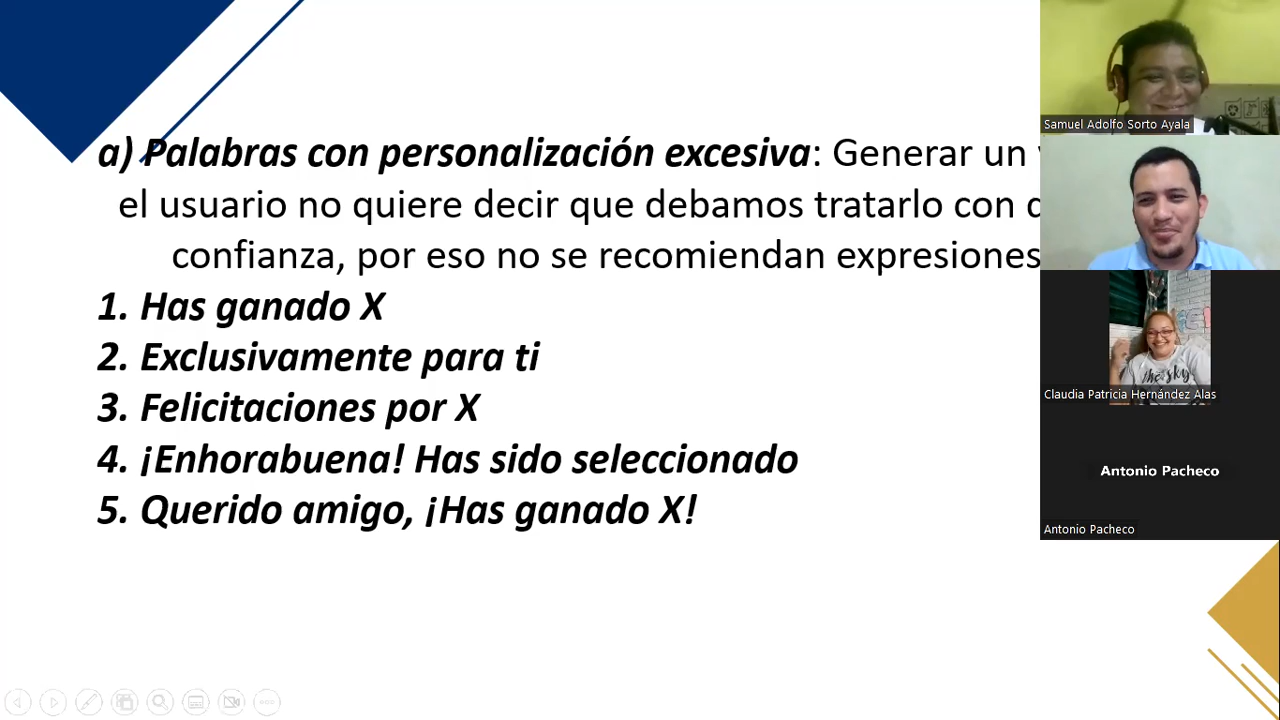 a) Palabras con personalización excesiva: Generar un
el usuario no quiere decir que debamos tratarlo con
confianza, por eso no se recomiendan expresiones
1. Has ganado X
2. Exclusivamente para ti
3. Felicitaciones por X
4. ¡Enhorabuena! Has sido seleccionado
5. Querido amigo, ¡Has ganado X!
Samuel Adolfo Sorto Ayala
the sky
Claudia Patricia Hernández Alas
Antonio Pacheco
Antonio Pacheco